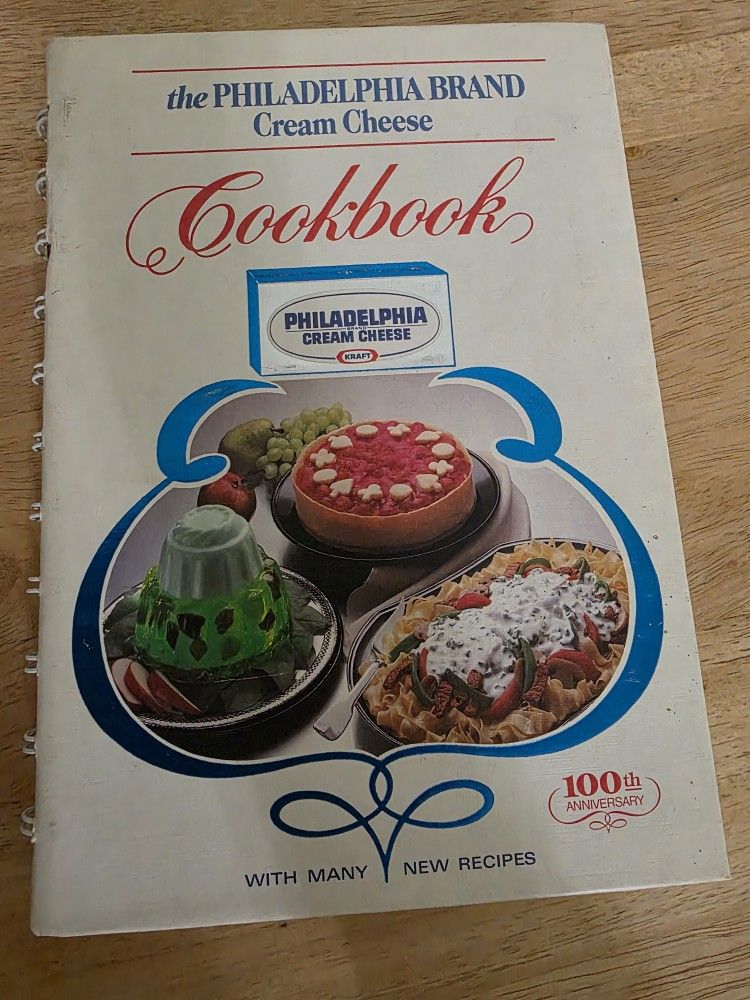 the PHILADELPHIA BRAND
Cream Cheese
Cookbook
PHILADELPHIA
BRAND
CREAM CHEESE
KRAFT
100th
ANNIVERSARY
WITH MANY NEW RECIPES